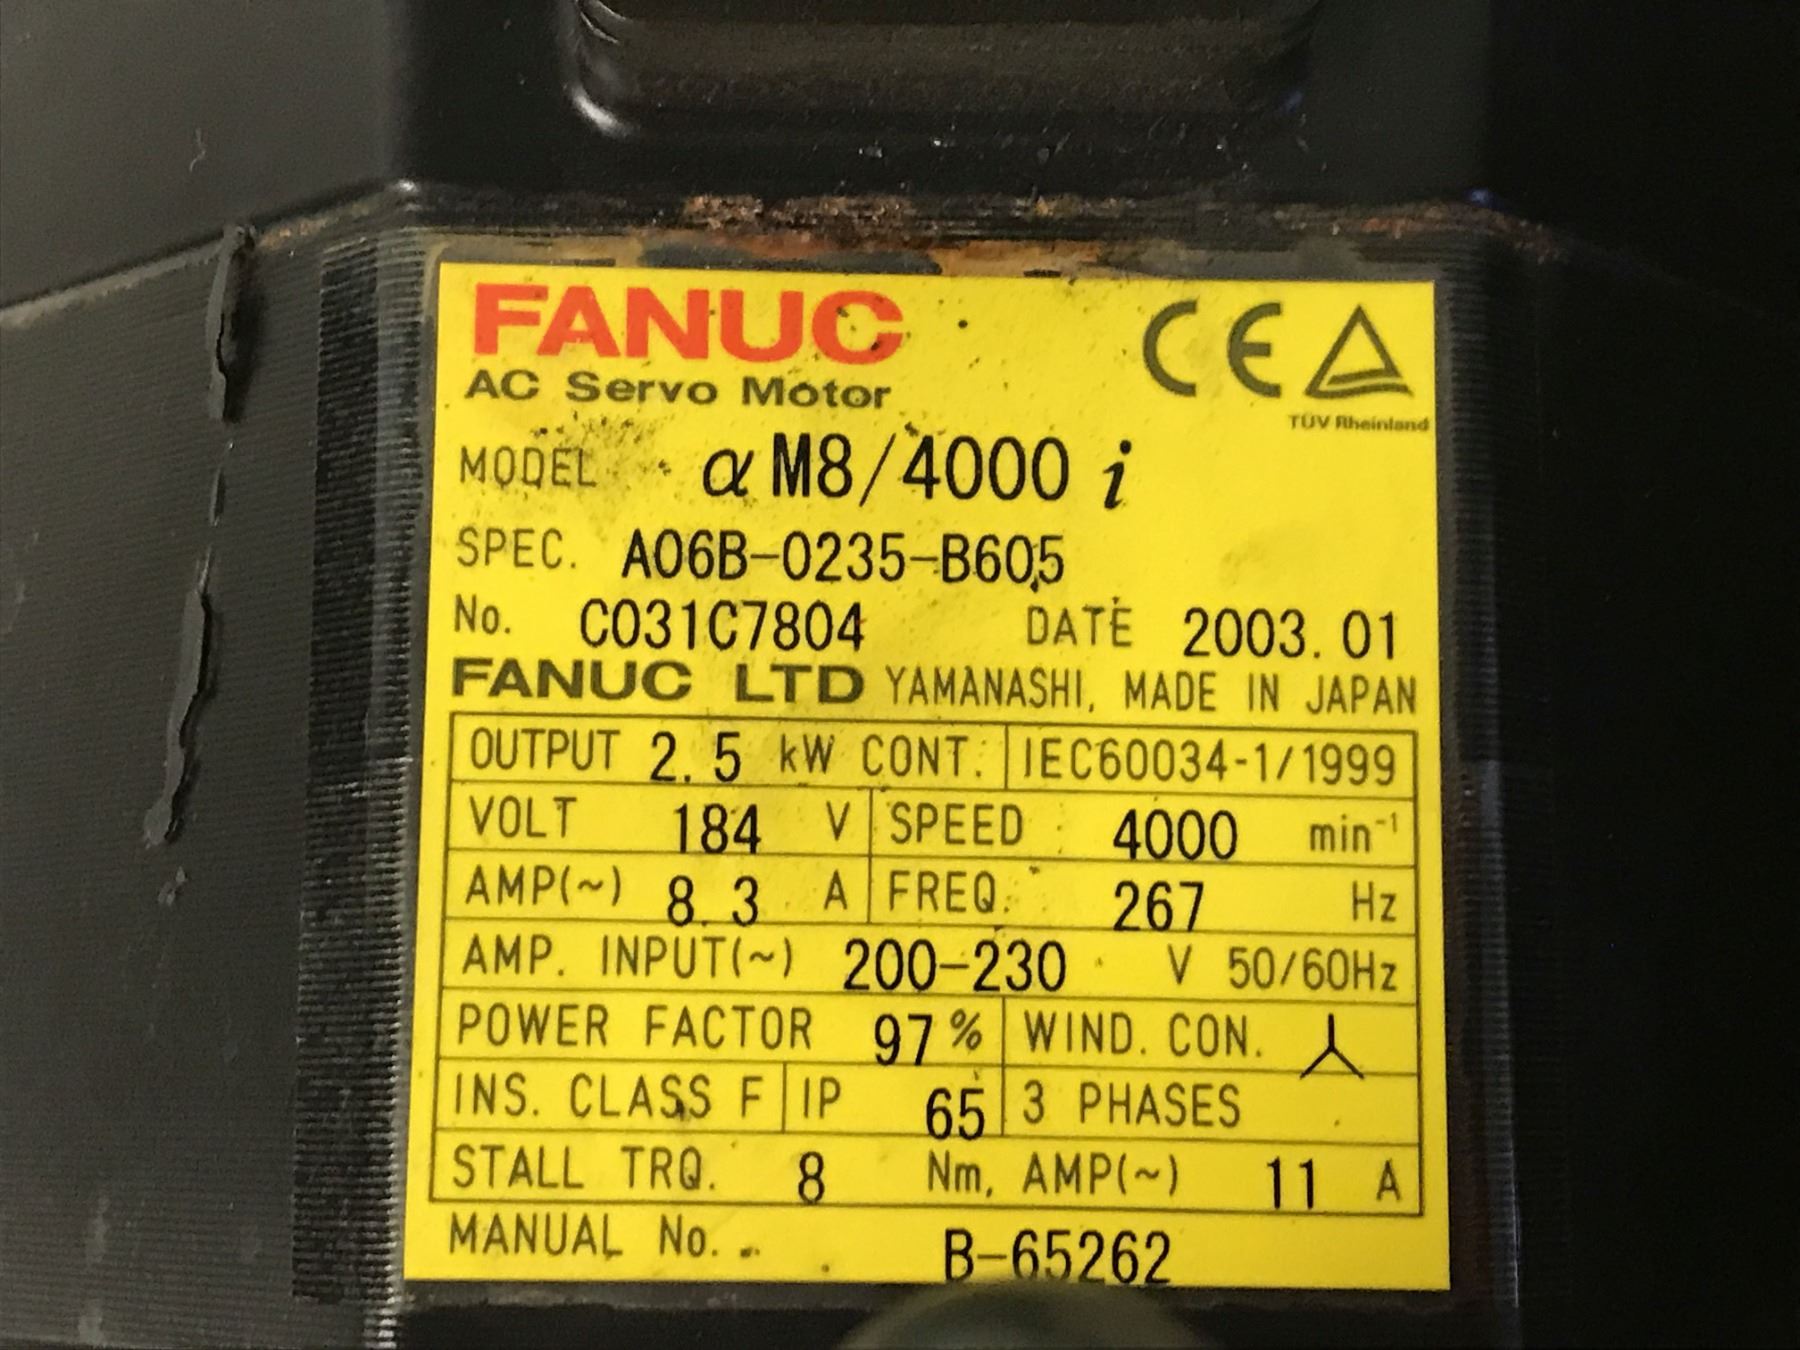 FANUC
CE
AC Servo Motor
TÜV Rheinland
MODEL α M8/4000 i
SPEC. A06B-0235-B605
No. C031C7804 DATE 2003.01
FANUC LTD YAMANASHI, MADE IN JAPAN
OUTPUT 2.5 kW CONT. IEC60034-1/1999
VOLT 184 V SPEED 4000 min⁻¹
AMP(~) 8.3 A FREQ. 267 Hz
AMP. INPUT(~) 200-230 V 50/60Hz
POWER FACTOR 97 % WIND. CON.
INS. CLASS F IP 65 3 PHASES
STALL TRQ. 8 Nm, AMP(~) 11 A
MANUAL No. B-65262